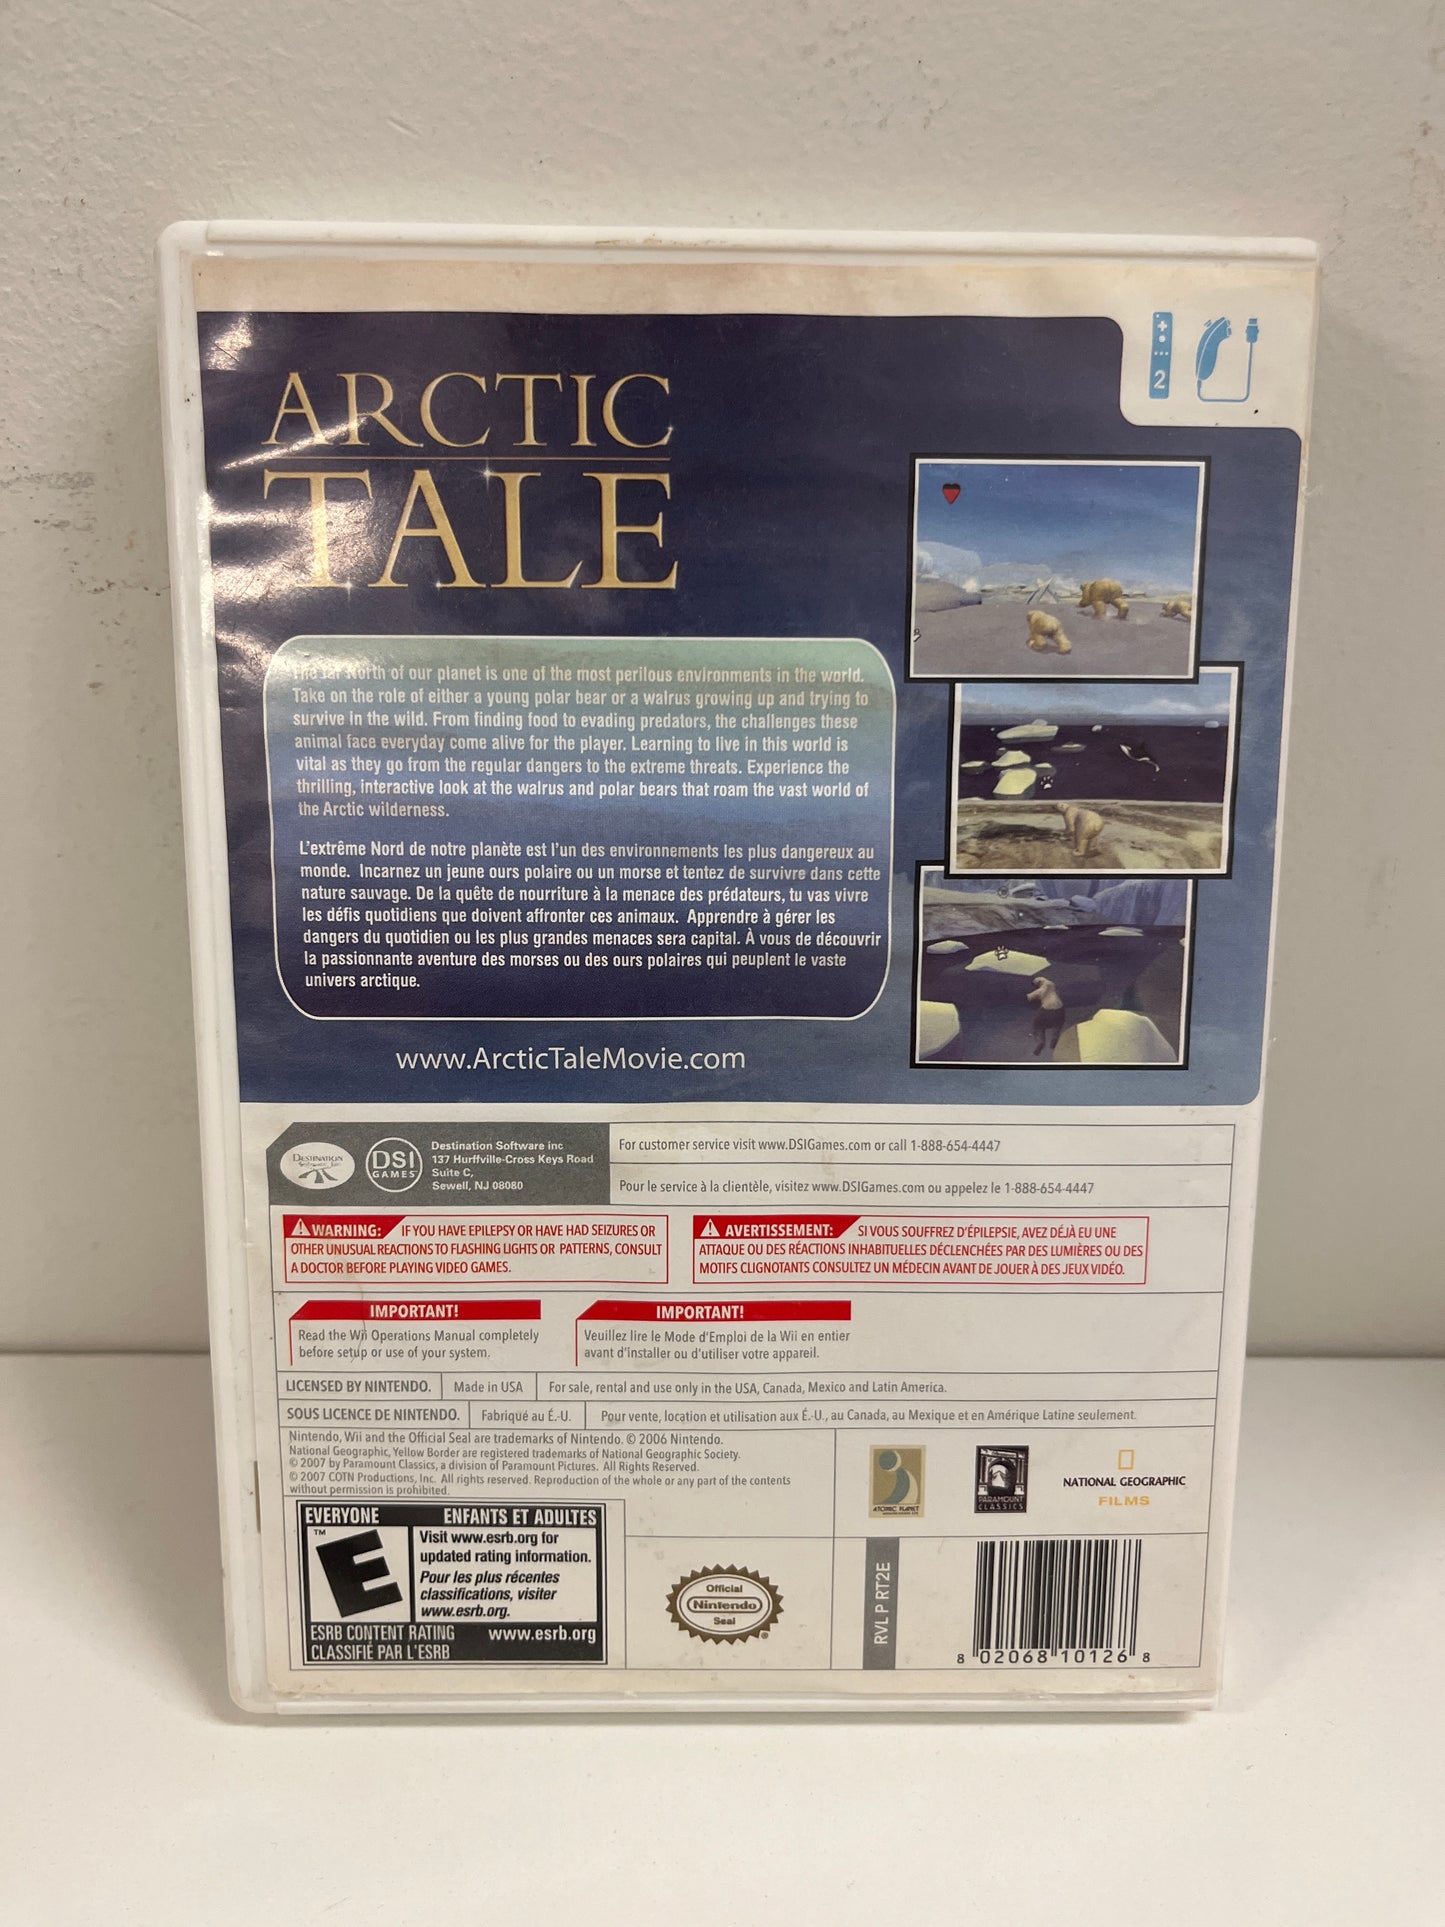 ARCTIC
TALE
2
The far North of our planet is one of the most perilous environments in the world.
Take on the role of either a young polar bear or a walrus growing up and trying to
survive in the wild. From finding food to evading predators, the challenges these
animal face everyday come alive for the player. Learning to live in this world is
vital as they go from the regular dangers to the extreme threats. Experience the
thrilling, interactive look at the walrus and polar bears that roam the vast world of
the Arctic wilderness.
L'extrême Nord de notre planète est l'un des environnements les plus dangereux au
monde. Incarnez un jeune ours polaire ou un morse et tentez de survivre dans cette
nature sauvage. De la quête de nourriture à la menace des prédateurs, tu vas vivre
les défis quotidiens que doivent affronter ces animaux. Apprendre à gérer les
dangers du quotidien ou les plus grandes menaces sera capital. À vous de découvrir
la passionnante aventure des morses ou des ours polaires qui peuplent le vaste
univers arctique.
www.ArcticTaleMovie.com
DESTINATION
Software Inc
DSI
GAMES
Destination Software inc
137 Hurffville-Cross Keys Road
Suite C,
Sewell, NJ 08080
For customer service visit www.DSIGames.com or call 1-888-654-4447
Pour le service à la clientèle, visitez www.DSIGames.com ou appelez le 1-888-654-4447
WARNING: IF YOU HAVE EPILEPSY OR HAVE HAD SEIZURES OR
OTHER UNUSUAL REACTIONS TO FLASHING LIGHTS OR PATTERNS, CONSULT
A DOCTOR BEFORE PLAYING VIDEO GAMES.
AVERTISSEMENT: SI VOUS SOUFFREZ D'ÉPILEPSIE, AVEZ DÉJÀ EU UNE
ATTAQUE OU DES RÉACTIONS INHABITUELLES DÉCLENCHÉES PAR DES LUMIÈRES OU DES
MOTIFS CLIGNOTANTS CONSULTEZ UN MÉDECIN AVANT DE JOUER À DES JEUX VIDÉO.
IMPORTANT!
Read the Wii Operations Manual completely
before setup or use of your system.
IMPORTANT!
Veuillez lire le Mode d'Emploi de la Wii en entier
avant d'installer ou d'utiliser votre appareil.
LICENSED BY NINTENDO. Made in USA For sale, rental and use only in the USA, Canada, Mexico and Latin America.
SOUS LICENCE DE NINTENDO. Fabriqué au É.-U. Pour vente, location et utilisation aux É.-U., au Canada, au Mexique et en Amérique Latine seulement.
Nintendo, Wii and the Official Seal are trademarks of Nintendo. © 2006 Nintendo.
National Geographic, Yellow Border are registered trademarks of National Geographic Society.
© 2007 by Paramount Classics, a division of Paramount Pictures. All Rights Reserved.
© 2007 COTN Productions, Inc. All rights reserved. Reproduction of the whole or any part of the contents
without permission is prohibited.
ATOMIC PLANET
PARAMOUNT
CLASSICS
NATIONAL GEOGRAPHIC
FILMS
EVERYONE ENFANTS ET ADULTES
E
TM
Visit www.esrb.org for
updated rating information.
Pour les plus récentes
classifications, visiter
www.esrb.org.
ESRB CONTENT RATING www.esrb.org
CLASSIFIÉ PAR L'ESRB
Official
Nintendo
Seal
®
RVL P RT2E
8 02068 10126 8